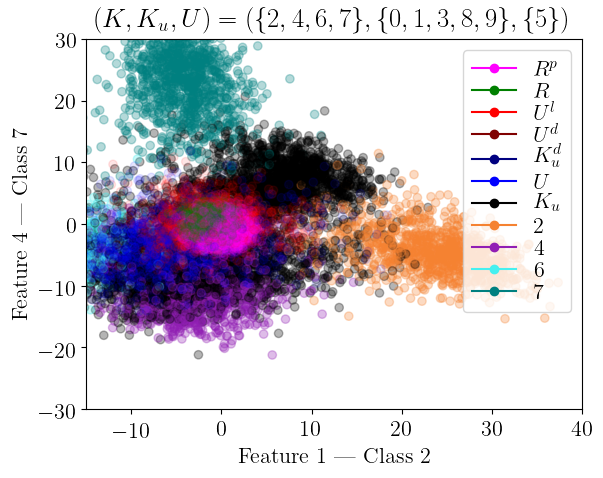 (K, K_u, U) = ({2, 4, 6, 7}, {0, 1, 3, 8, 9}, {5})
30
20
10
0
−10
−20
−30
Feature 4 — Class 7
R^p
R
U^l
U^d
K_u^d
U
K_u
2
4
6
7
−10
0
10
20
30
40
Feature 1 — Class 2